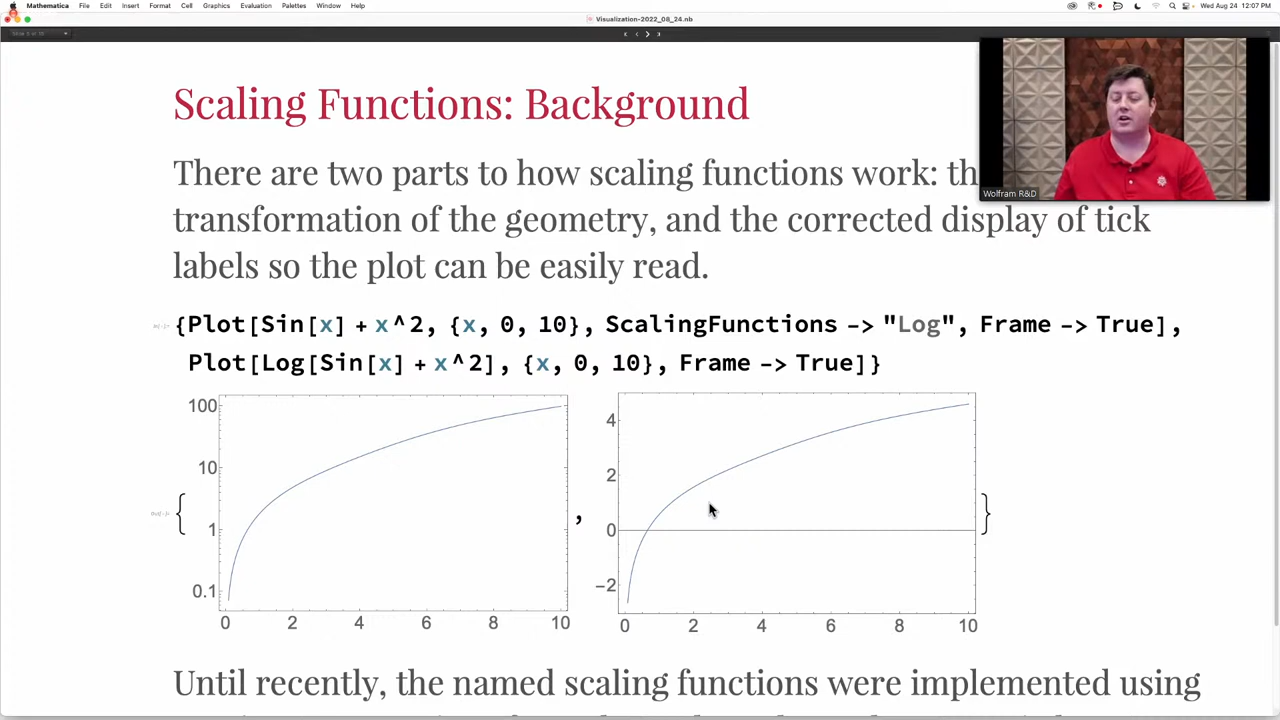 Mathematica File Edit Insert Format Cell Graphics Evaluation Palettes Window Help Wed Aug 24 12:07 PM
Visualization-2022_08_24.nb
Scaling Functions: Background
There are two parts to how scaling functions work: th
transformation of the geometry, and the corrected display of tick
labels so the plot can be easily read.
Wolfram R&D
{Plot[Sin[x] + x^2, {x, 0, 10}, ScalingFunctions -> "Log", Frame -> True],
Plot[Log[Sin[x] + x^2], {x, 0, 10}, Frame -> True]}
100
10
1
0.1
0 2 4 6 8 10
4
2
0
-2
0 2 4 6 8 10
{ , }
Until recently, the named scaling functions were implemented using